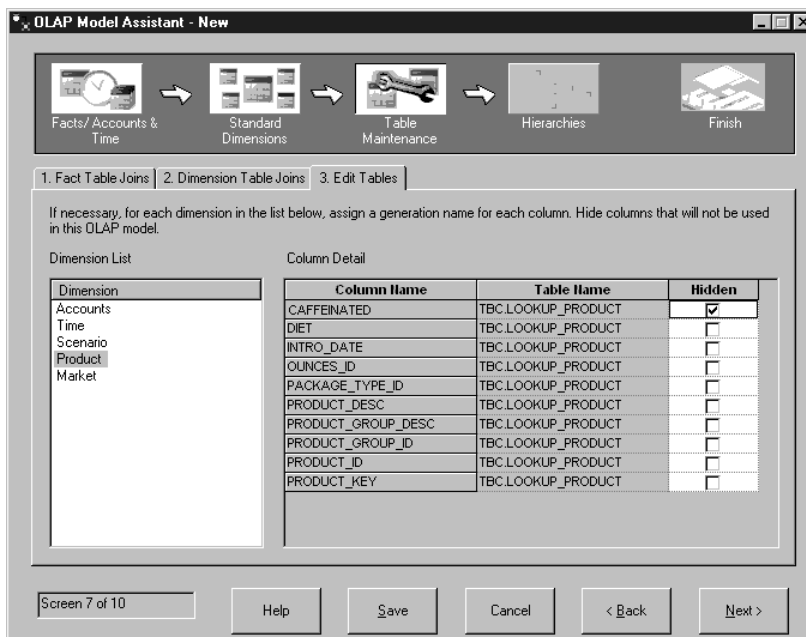 OLAP Model Assistant - New
Facts/Accounts & Time
Standard Dimensions
Table Maintenance
Hierarchies
Finish
1. Fact Table Joins
2. Dimension Table Joins
3. Edit Tables
If necessary, for each dimension in the list below, assign a generation name for each column. Hide columns that will not be used
in this OLAP model.
Dimension List
Column Detail
Dimension
Accounts
Time
Scenario
Product
Market
Column Name Table Name Hidden
CAFFEINATED TBC.LOOKUP_PRODUCT
DIET TBC.LOOKUP_PRODUCT
INTRO_DATE TBC.LOOKUP_PRODUCT
OUNCES_ID TBC.LOOKUP_PRODUCT
PACKAGE_TYPE_ID TBC.LOOKUP_PRODUCT
PRODUCT_DESC TBC.LOOKUP_PRODUCT
PRODUCT_GROUP_DESC TBC.LOOKUP_PRODUCT
PRODUCT_GROUP_ID TBC.LOOKUP_PRODUCT
PRODUCT_ID TBC.LOOKUP_PRODUCT
PRODUCT_KEY TBC.LOOKUP_PRODUCT
Screen 7 of 10
Help
Save
Cancel
< Back
Next >